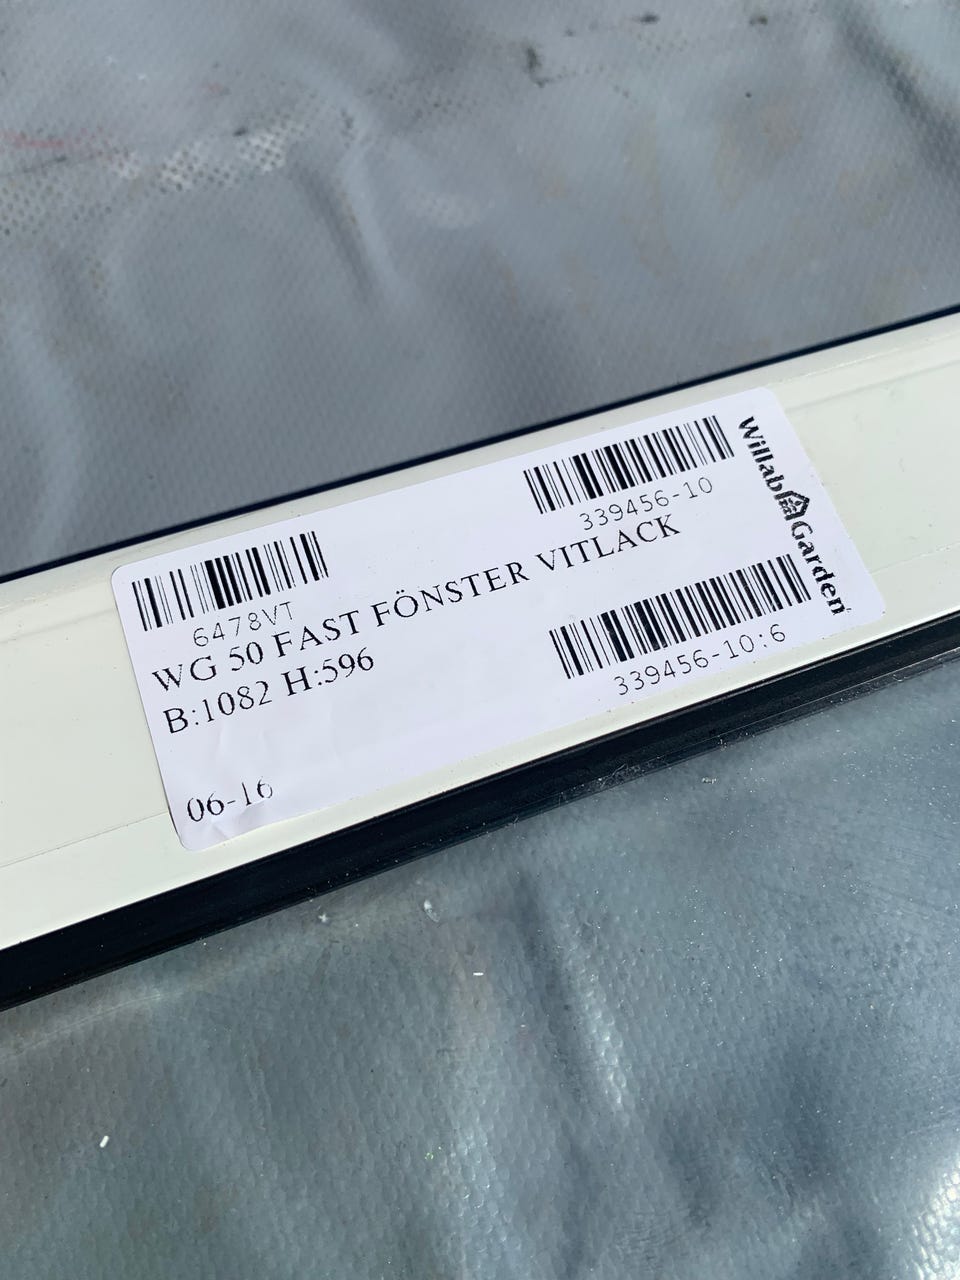 Willab Garden
339456-10
6478VT
WG 50 FAST FÖNSTER VITLACK
B:1082 H:596
339456-10:6
06-16